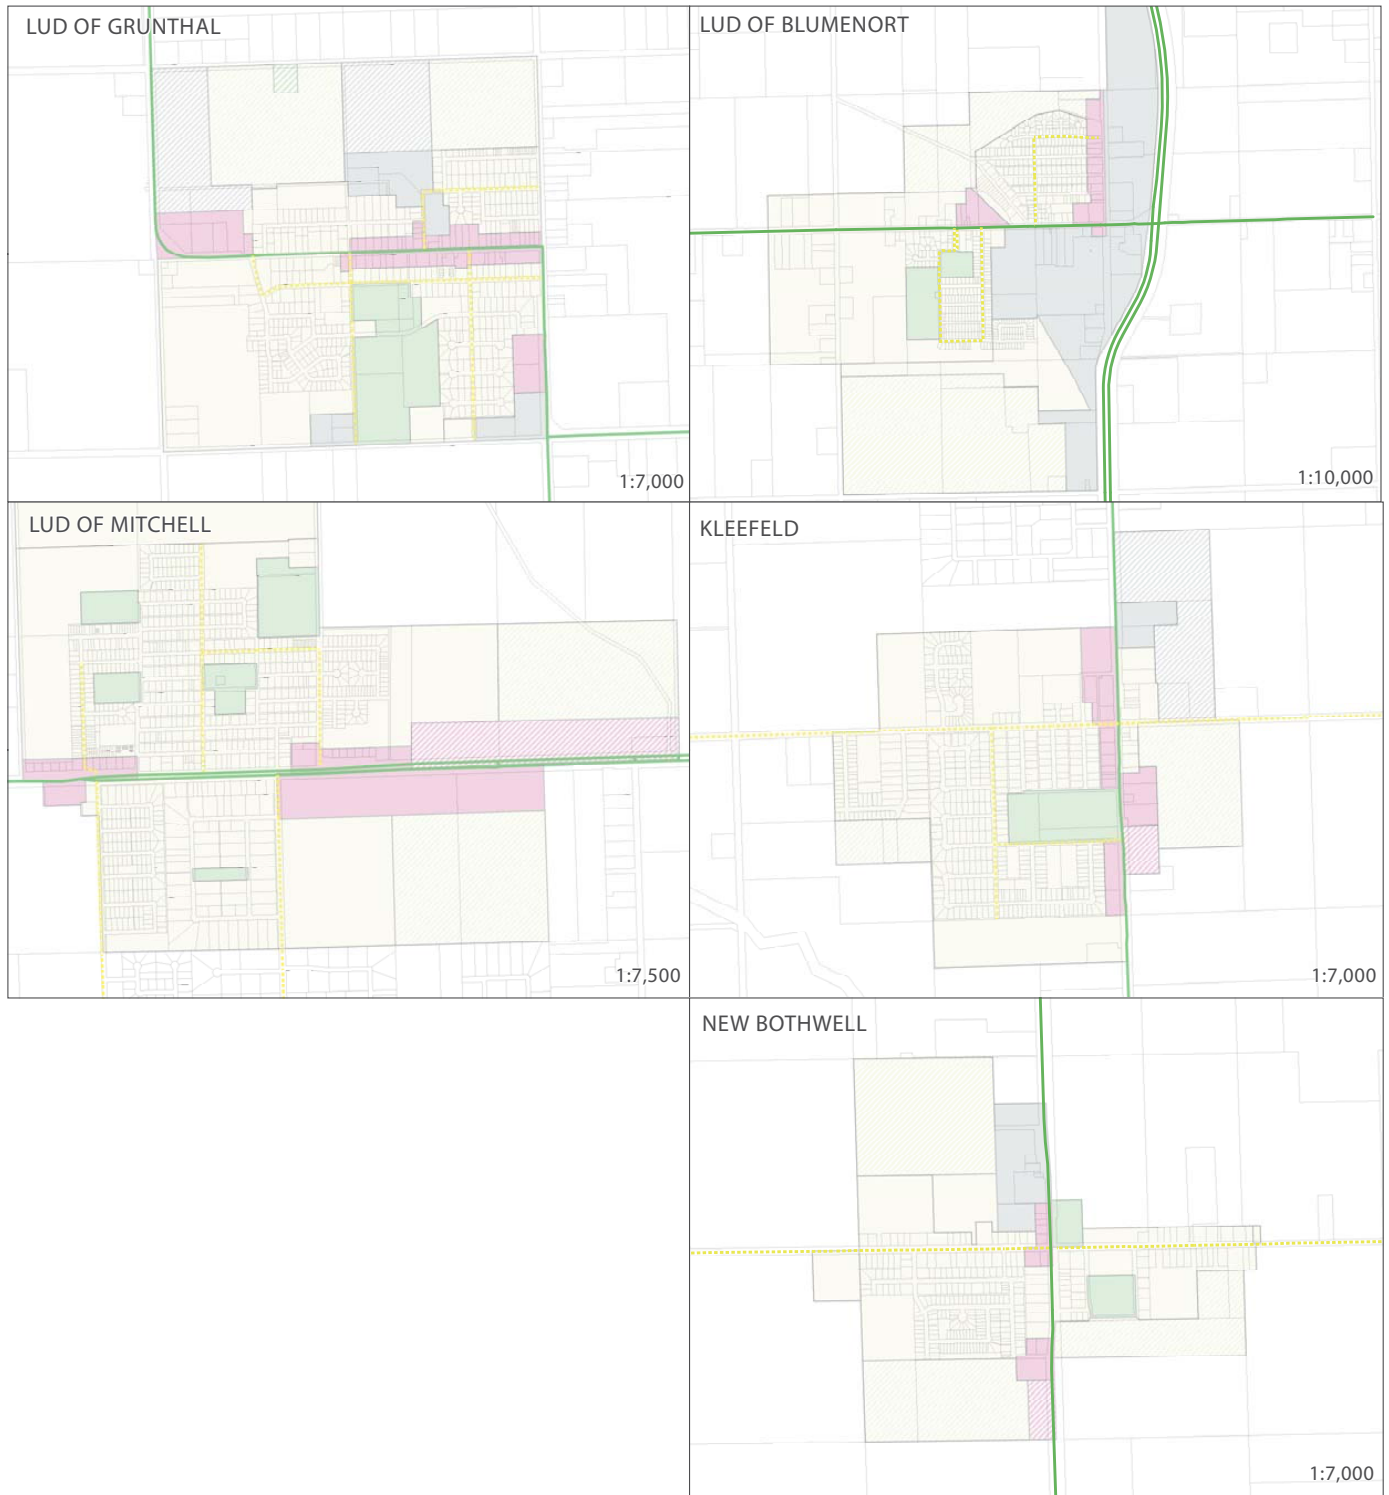 LUD OF GRUNTHAL
1:7,000
LUD OF BLUMENORT
1:10,000
LUD OF MITCHELL
1:7,500
KLEEFELD
1:7,000
NEW BOTHWELL
1:7,000